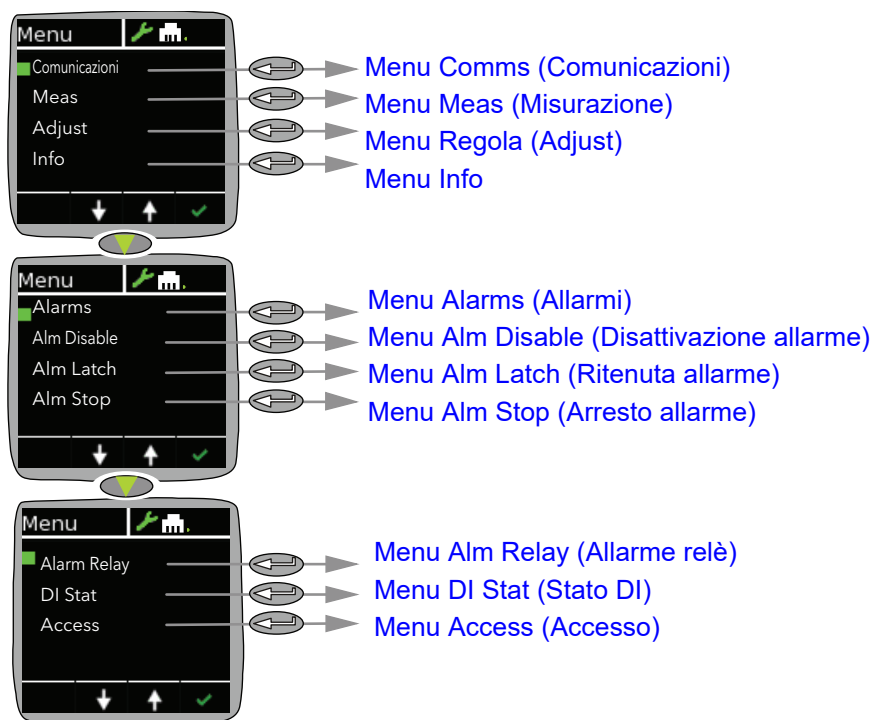 Menu
Comunicazioni
Menu Comms (Comunicazioni)
Meas
Menu Meas (Misurazione)
Adjust
Menu Regola (Adjust)
Info
Menu Info
Menu
Alarms
Menu Alarms (Allarmi)
Alm Disable
Menu Alm Disable (Disattivazione allarme)
Alm Latch
Menu Alm Latch (Ritenuta allarme)
Alm Stop
Menu Alm Stop (Arresto allarme)
Menu
Alarm Relay
Menu Alm Relay (Allarme relè)
DI Stat
Menu DI Stat (Stato DI)
Access
Menu Access (Accesso)